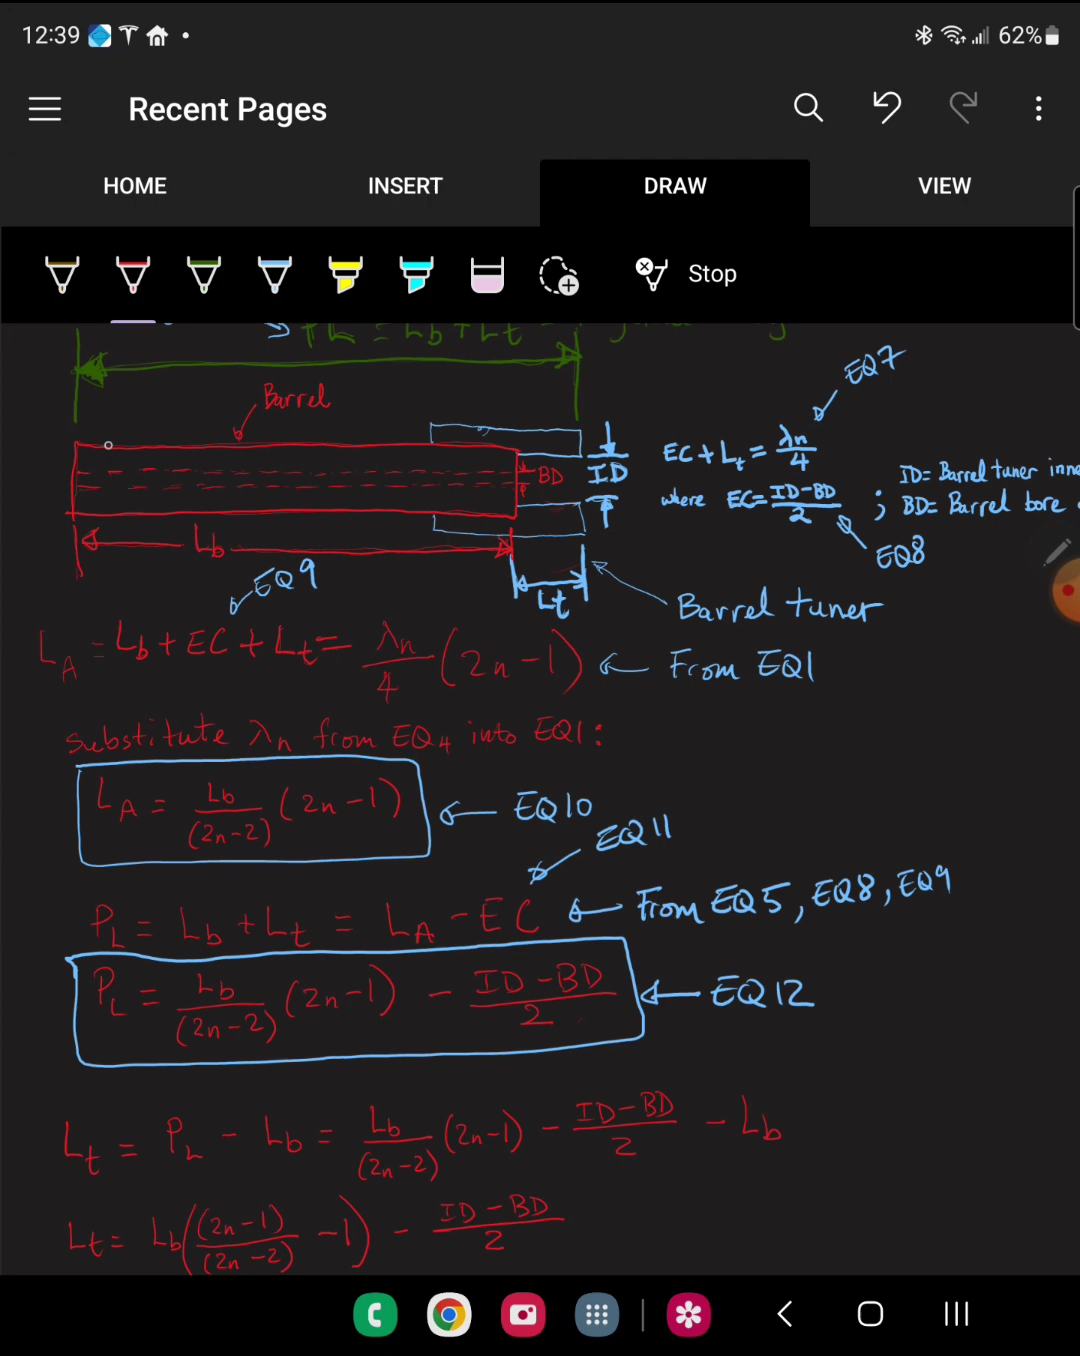 12:39 62%
Recent Pages
HOME INSERT DRAW VIEW
Stop
PL = Lb + Lt
EQ7
Barrel
EC + Lt = λn/4
BD
ID
ID = Barrel tuner inne
where EC = ID-BD/2 ; BD = Barrel bore
EQ8
Lb
EQ9
Lt
Barrel tuner
LA = Lb + EC + Lt = λn/4 (2n-1) ← From EQ1
Substitute λn from EQ4 into EQ1:
LA = Lb/(2n-2) (2n-1) ← EQ10
EQ11
PL = Lb + Lt = LA - EC ← From EQ5, EQ8, EQ9
PL = Lb/(2n-2) (2n-1) - ID-BD/2 ← EQ12
Lt = PL - Lb = Lb/(2n-2) (2n-1) - ID-BD/2 - Lb
Lt = Lb((2n-1)/(2n-2) - 1) - ID-BD/2